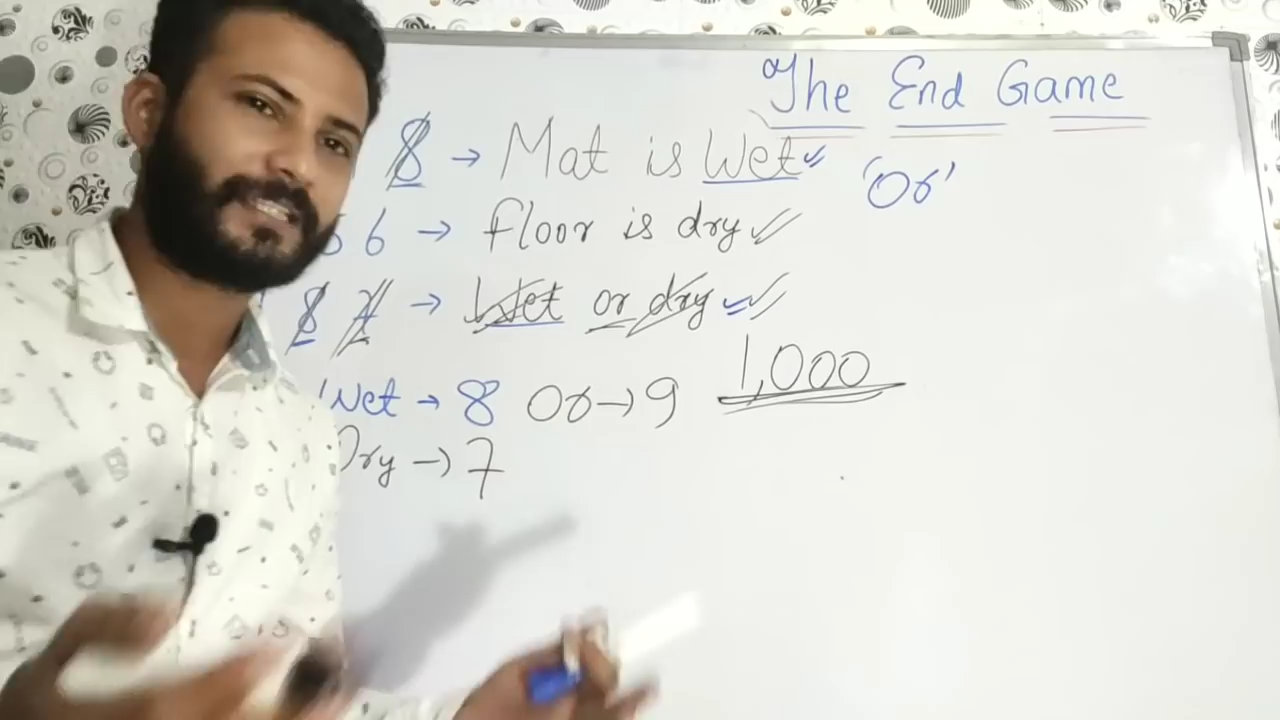 The End Game
8 → Mat is Wet
'Or'
6 → floor is dry
8 7 → Wet or dry
1,000
Wet → 8 Or → 9
Dry → 7